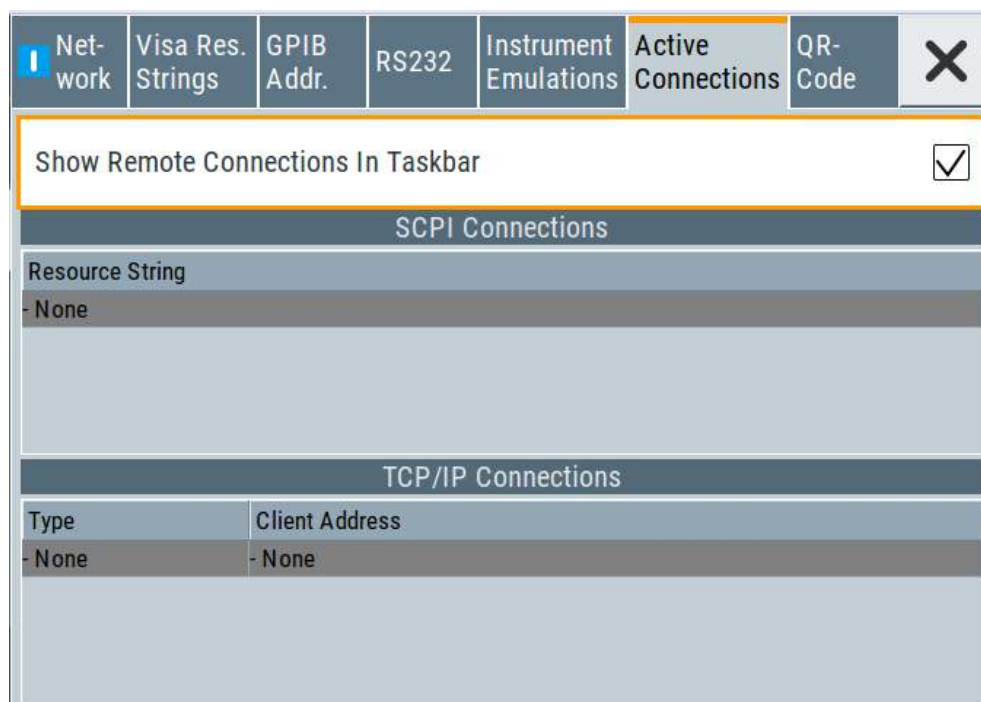 Net-
work
Visa Res.
Strings
GPIB
Addr.
RS232
Instrument
Emulations
Active
Connections
QR-
Code
Show Remote Connections In Taskbar
SCPI Connections
Resource String
- None
TCP/IP Connections
Type Client Address
- None - None